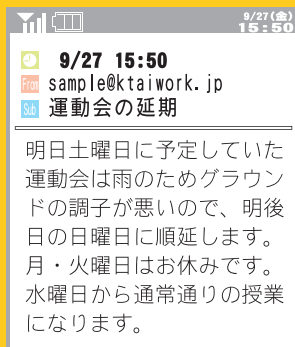 9/27(金)
15:50
9/27 15:50
From sample@ktaiwork.jp
Sub 運動会の延期
明日土曜日に予定していた
運動会は雨のためグラウン
ドの調子が悪いので、明後
日の日曜日に順延します。
月・火曜日はお休みです。
水曜日から通常通りの授業
になります。